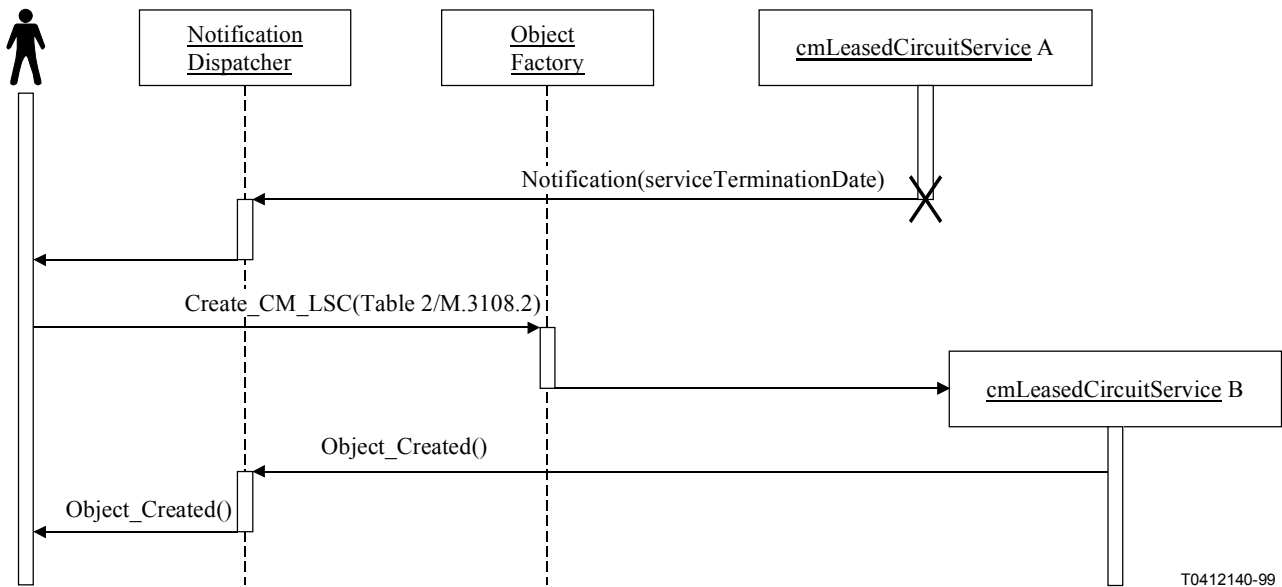 Notification
Dispatcher
Object
Factory
cmLeasedCircuitService A
Notification(serviceTerminationDate)
Create_CM_LSC(Table 2/M.3108.2)
cmLeasedCircuitService B
Object_Created()
Object_Created()
T0412140-99